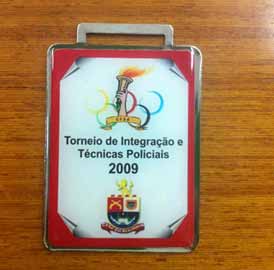 Torneio de Integração e
Técnicas Policiais
2009